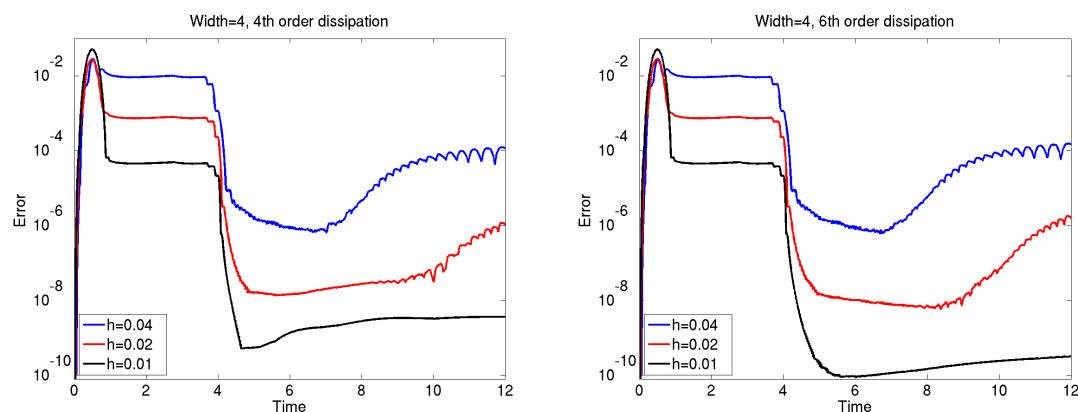 Width=4, 4th order dissipation
10^-2
10^-4
10^-6
10^-8
10^-10
Error
h=0.04
h=0.02
h=0.01
0 2 4 6 8 10 12
Time
Width=4, 6th order dissipation
10^-2
10^-4
10^-6
10^-8
10^-10
Error
h=0.04
h=0.02
h=0.01
0 2 4 6 8 10 12
Time